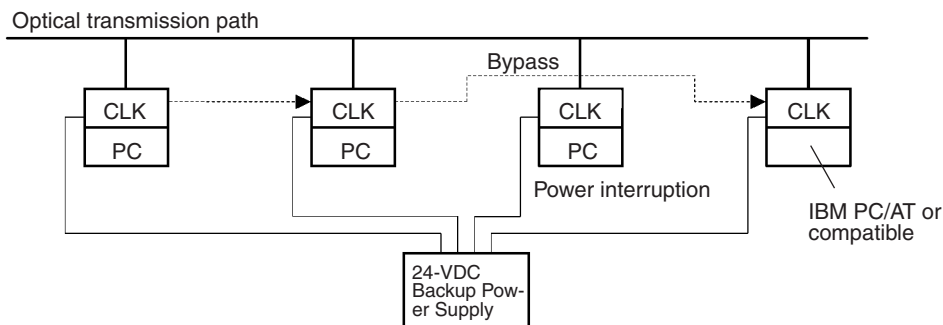 Optical transmission path
Bypass
CLK
CLK
CLK
CLK
PC
PC
PC
Power interruption
IBM PC/AT or
compatible
24-VDC
Backup Pow-
er Supply